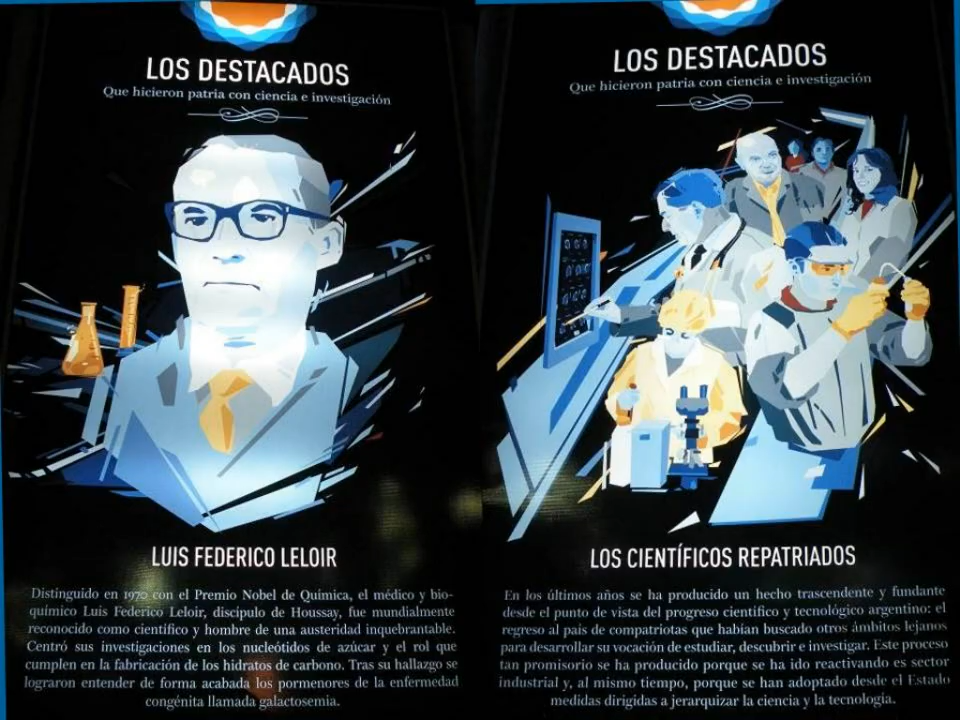 LOS DESTACADOS
Que hicieron patria con ciencia e investigación
LUIS FEDERICO LELOIR
Distinguido en 1970 con el Premio Nobel de Química, el médico y bio-
químico Luis Federico Leloir, discípulo de Houssay, fue mundialmente
reconocido como científico y hombre de una austeridad inquebrantable.
Centró sus investigaciones en los nucleótidos de azúcar y el rol que
cumplen en la fabricación de los hidratos de carbono. Tras su hallazgo se
lograron entender de forma acabada los pormenores de la enfermedad
congénita llamada galactosemia.
LOS DESTACADOS
Que hicieron patria con ciencia e investigación
LOS CIENTÍFICOS REPATRIADOS
En los últimos años se ha producido un hecho trascendente y fundante
desde el punto de vista del progreso científico y tecnológico argentino: el
regreso al país de compatriotas que habían buscado otros ámbitos lejanos
para desarrollar su vocación de estudiar, descubrir e investigar. Este proceso
tan promisorio se ha producido porque se ha ido reactivando es sector
industrial y, al mismo tiempo, porque se han adoptado desde el Estado
medidas dirigidas a jerarquizar la ciencia y la tecnología.